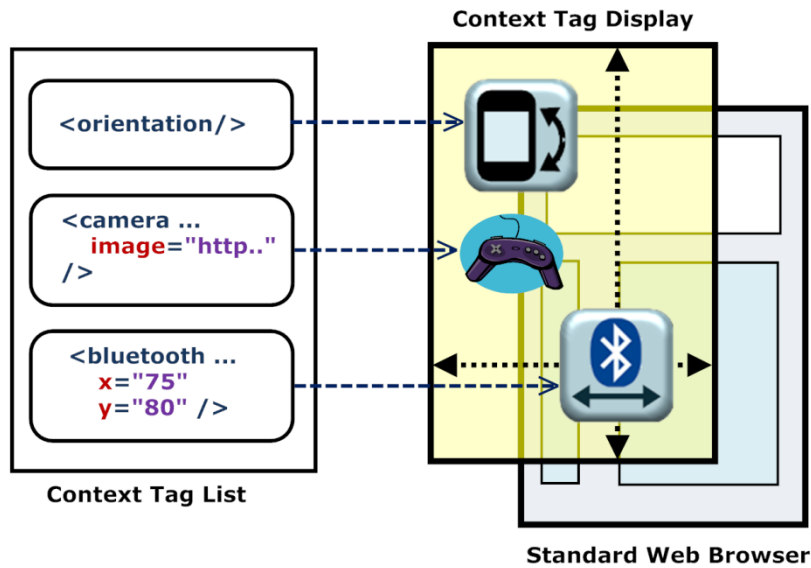 Context Tag Display
<orientation/>
<camera ...
image="http.."
/>
<bluetooth ...
x="75"
y="80" />
Context Tag List
Standard Web Browser